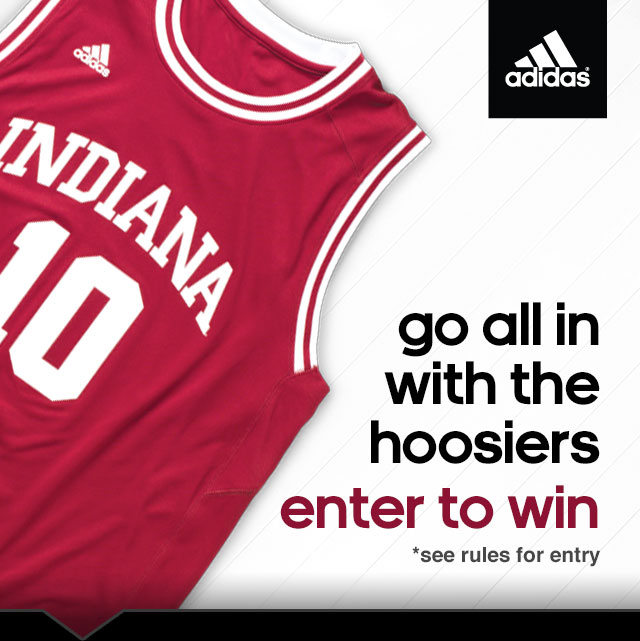 adidas
INDIANA
10
adidas
go all in
with the
hoosiers
enter to win
*see rules for entry